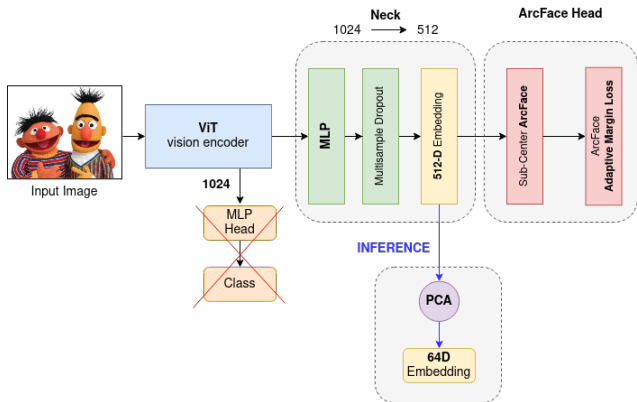 Neck
1024
512
ArcFace Head
Input Image
ViT
vision encoder
1024
MLP
Head
Class
MLP
Multisample Dropout
512-D Embedding
Sub-Center ArcFace
ArcFace
Adaptive Margin Loss
INFERENCE
PCA
64D
Embedding